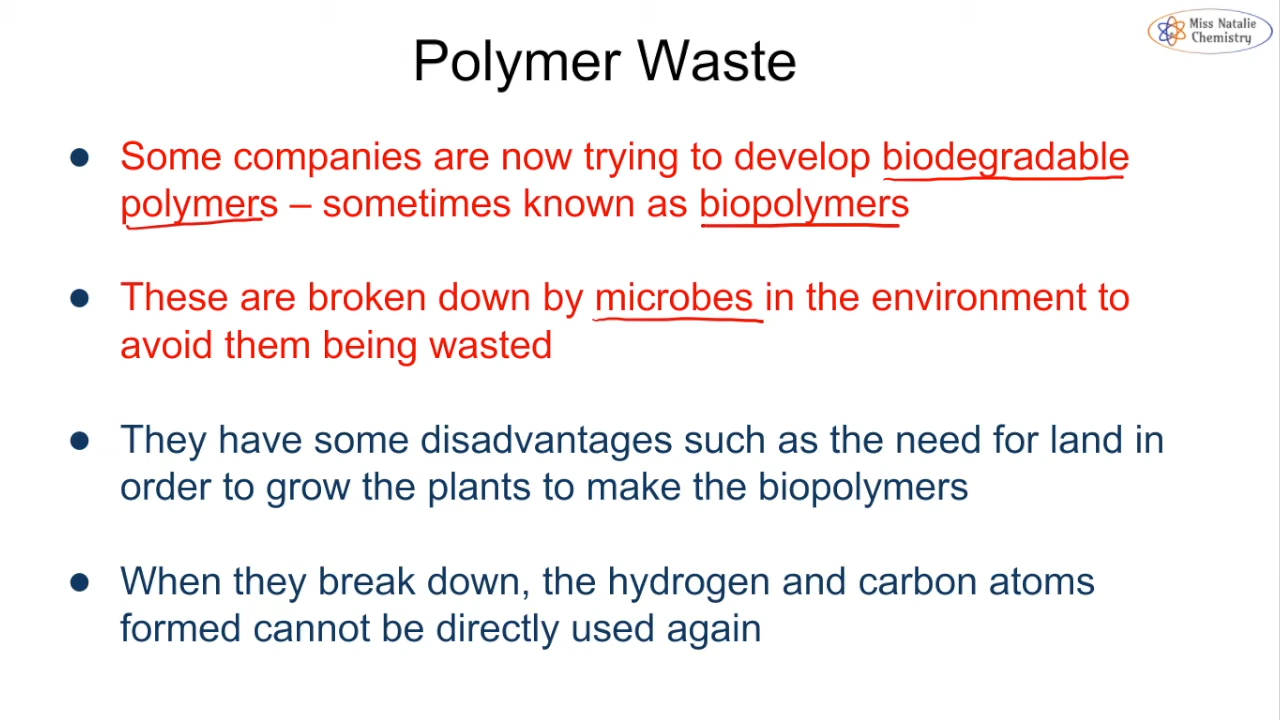 Miss Natalie
Chemistry
Polymer Waste
● Some companies are now trying to develop biodegradable
polymers – sometimes known as biopolymers
● These are broken down by microbes in the environment to
avoid them being wasted
● They have some disadvantages such as the need for land in
order to grow the plants to make the biopolymers
● When they break down, the hydrogen and carbon atoms
formed cannot be directly used again